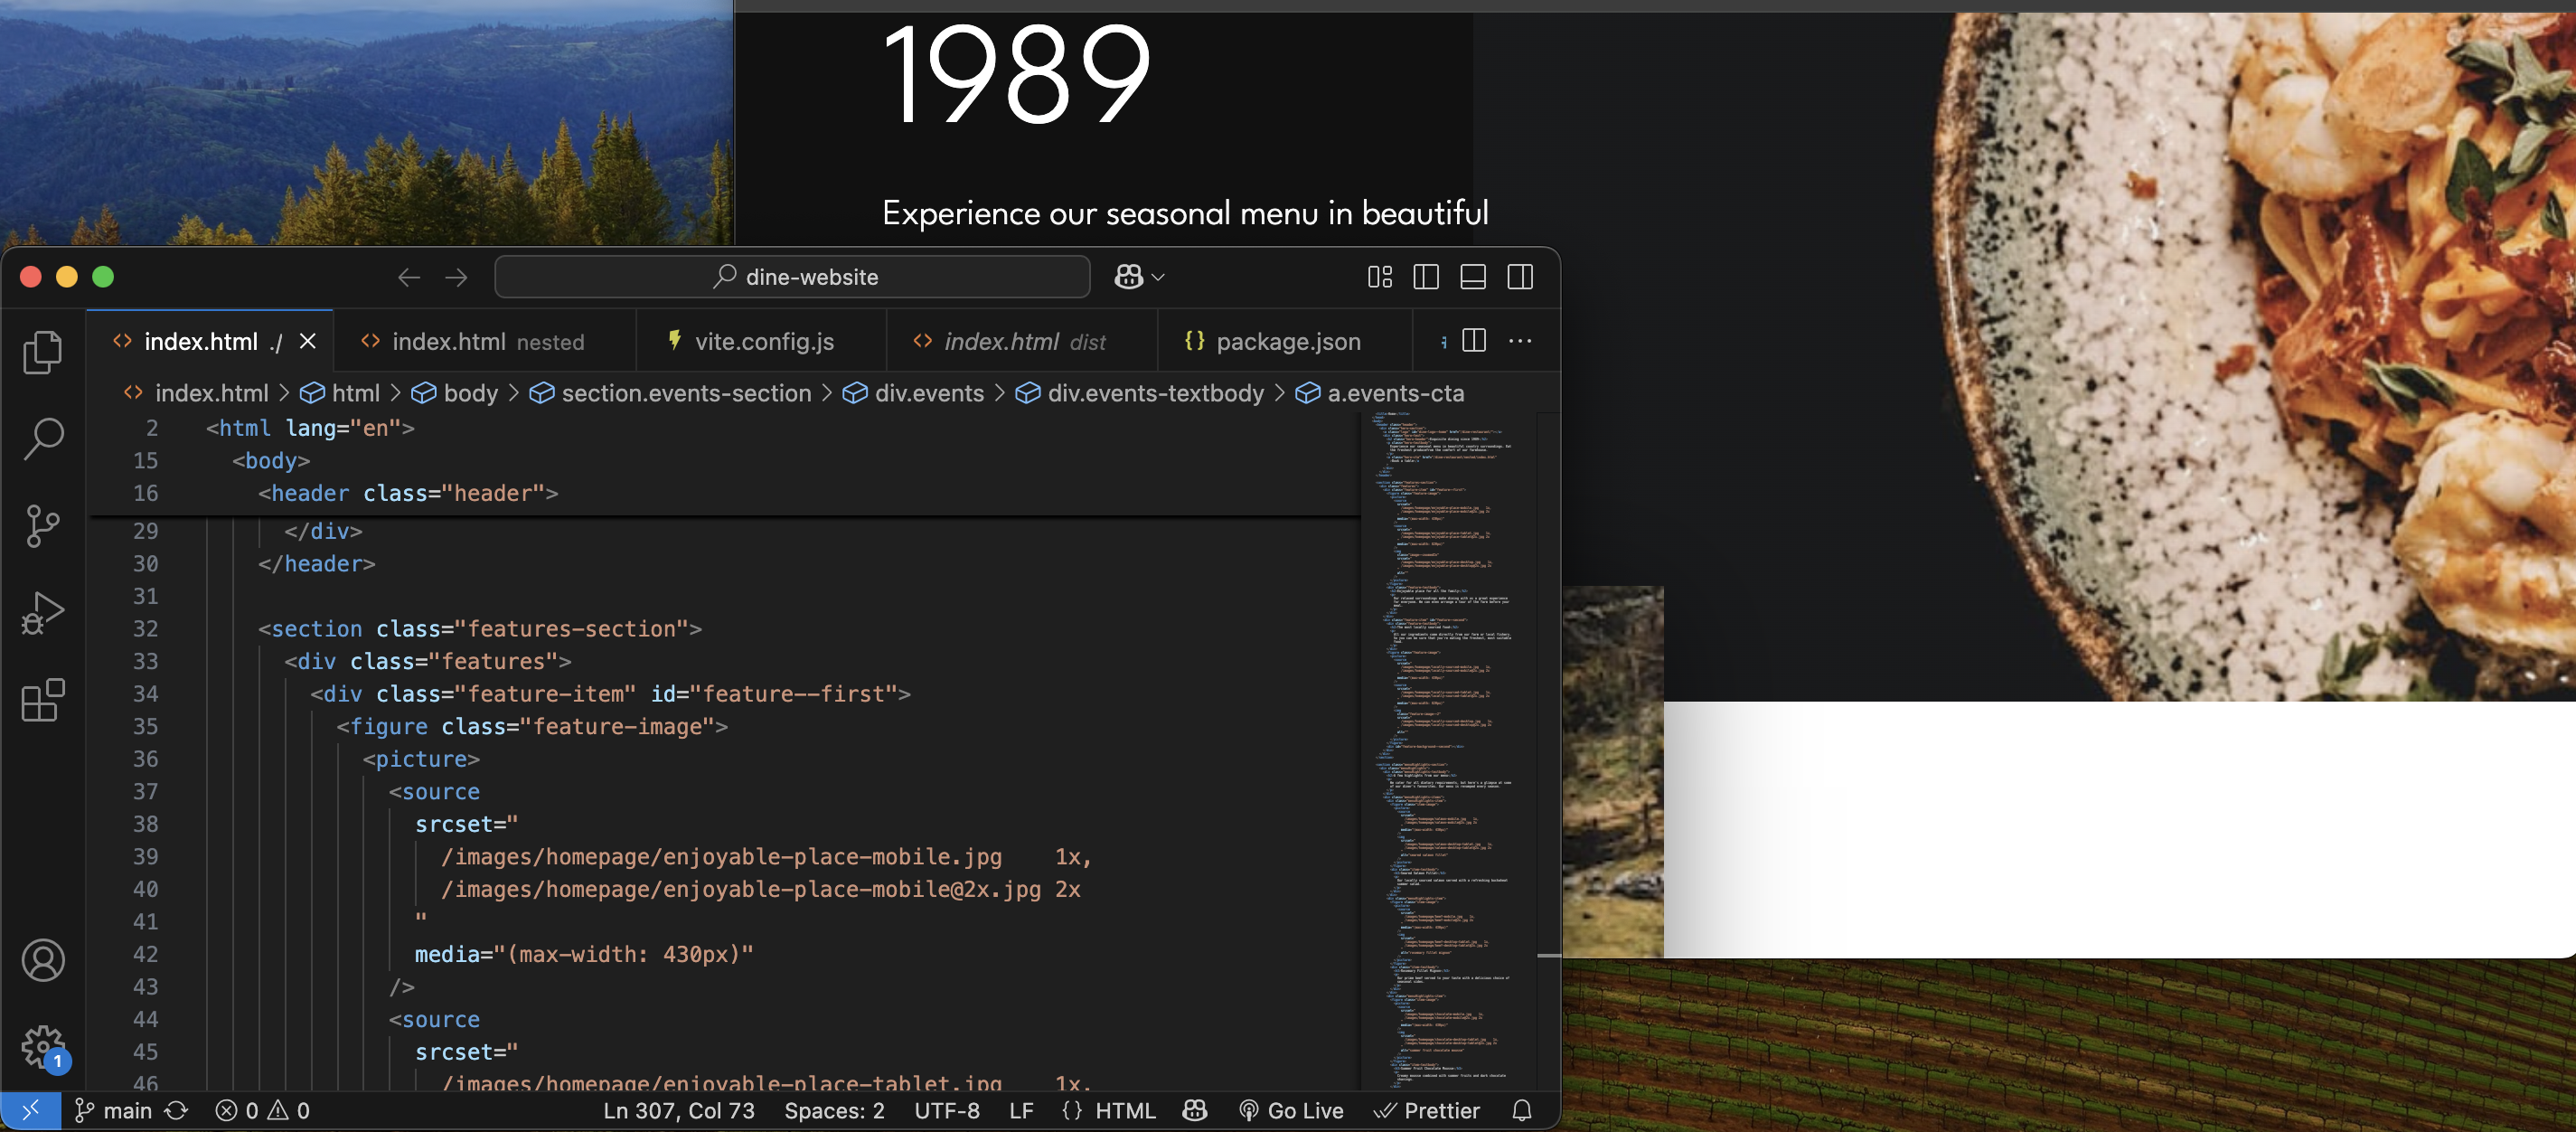 1989
Experience our seasonal menu in beautiful
dine-website
index.html ./ index.html nested vite.config.js index.html dist package.json
index.html > html > body > section.events-section > div.events > div.events-textbody > a.events-cta
2 <html lang="en">
15 <body>
16 <header class="header">
29 </div>
30 </header>
31
32 <section class="features-section">
33 <div class="features">
34 <div class="feature-item" id="feature--first">
35 <figure class="feature-image">
36 <picture>
37 <source
38 srcset="
39 /images/homepage/enjoyable-place-mobile.jpg 1x,
40 /images/homepage/enjoyable-place-mobile@2x.jpg 2x
41 "
42 media="(max-width: 430px)"
43 />
44 <source
45 srcset="
46 /images/homepage/enjoyable-place-tablet.jpg 1x,
1
main 0 0 Ln 307, Col 73 Spaces: 2 UTF-8 LF {} HTML Go Live Prettier